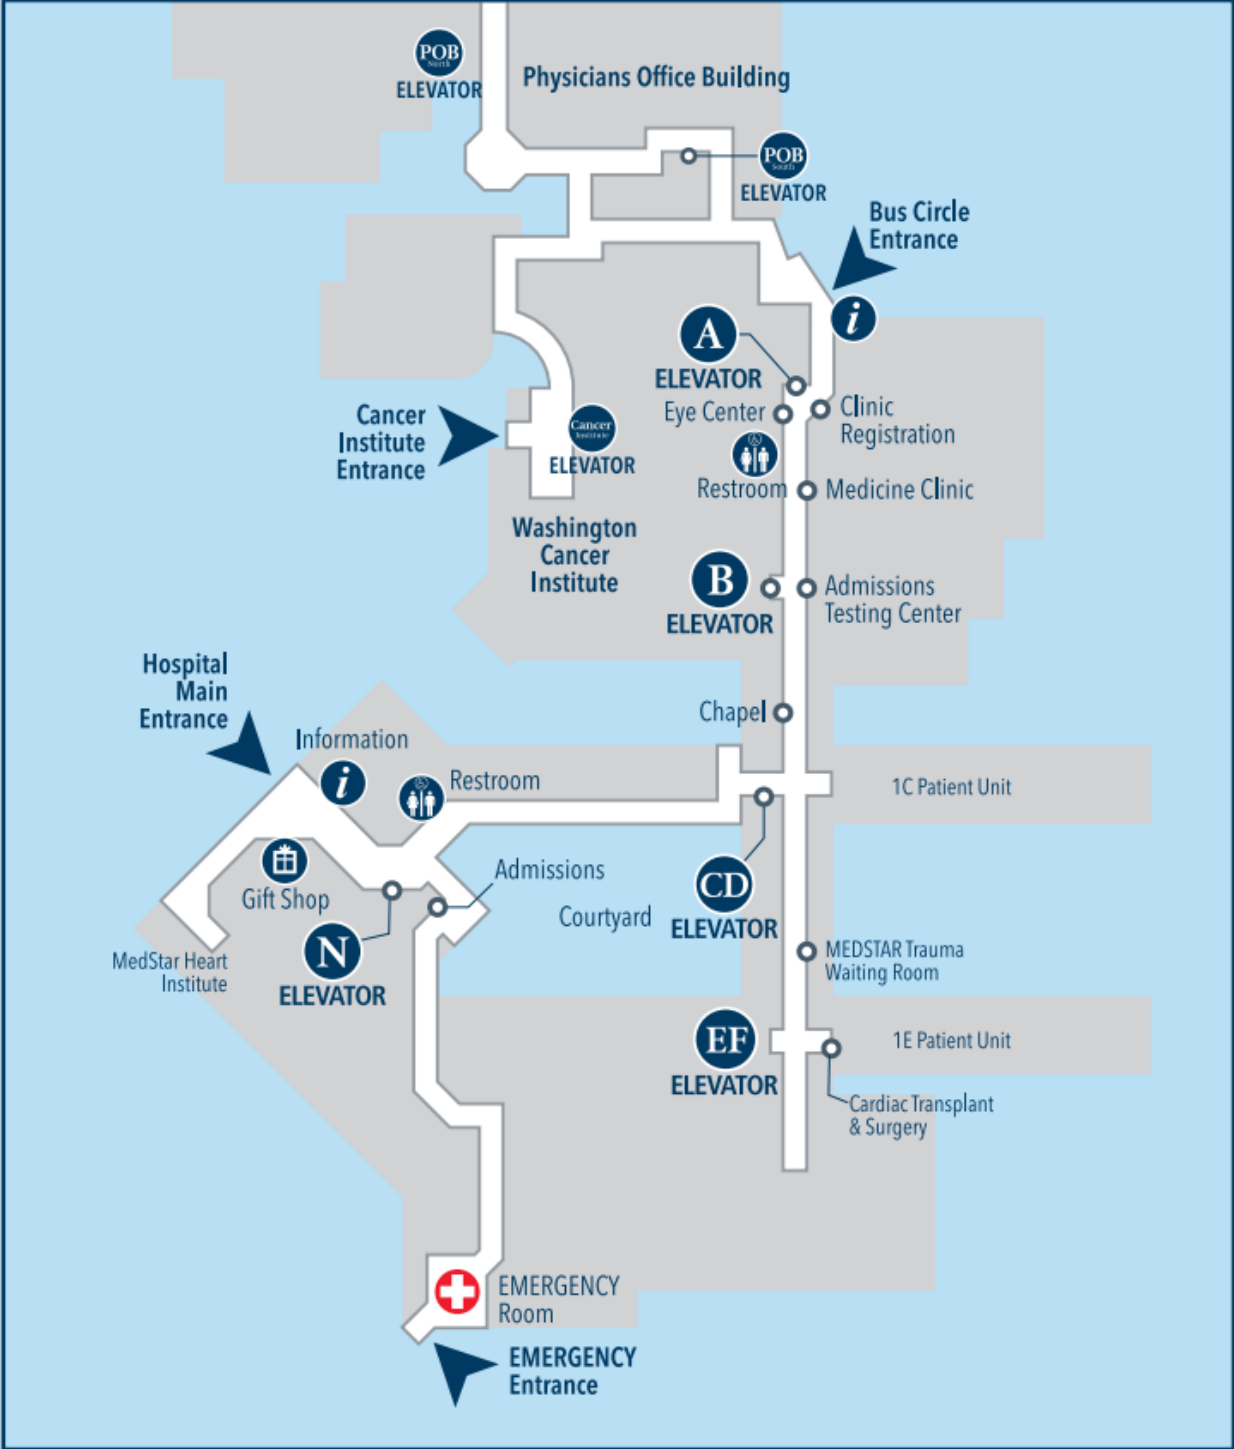 POB
North
ELEVATOR
Physicians Office Building
POB
South
ELEVATOR
Bus Circle
Entrance
i
A
ELEVATOR
Eye Center
Clinic
Registration
Cancer
Institute
Entrance
Cancer
Institute
ELEVATOR
Restroom
Medicine Clinic
Washington
Cancer
Institute
B
ELEVATOR
Admissions
Testing Center
Hospital
Main
Entrance
Chapel
Information
i
Restroom
1C Patient Unit
Gift Shop
Admissions
CD
ELEVATOR
Courtyard
N
ELEVATOR
MedStar Heart
Institute
MEDSTAR Trauma
Waiting Room
EF
ELEVATOR
1E Patient Unit
Cardiac Transplant
& Surgery
EMERGENCY
Room
EMERGENCY
Entrance